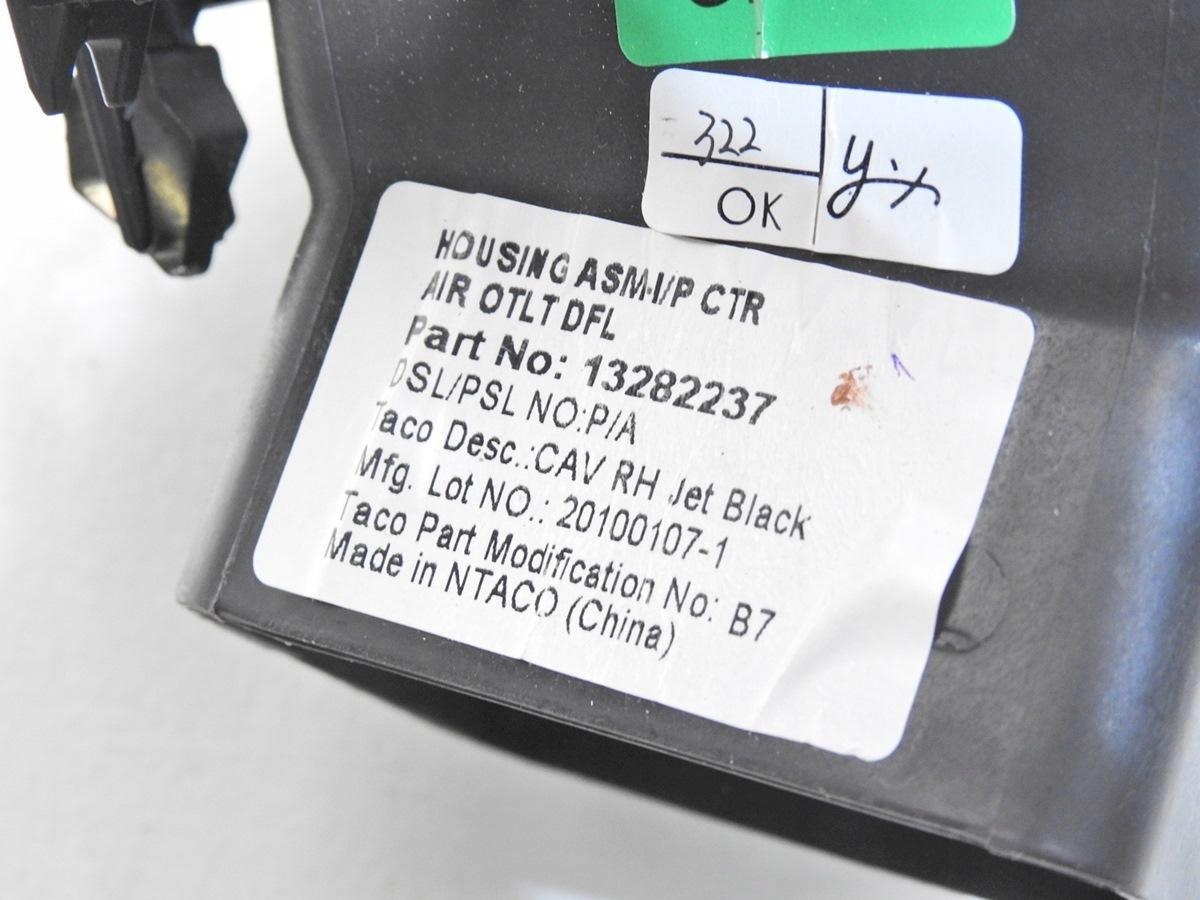 322
OK
y.x
HOUSING ASM-I/P CTR
AIR OTLT DFL
Part No: 13282237
DSL/PSL NO:P/A
Taco Desc.:CAV RH Jet Black
Mfg. Lot NO.: 20100107-1
Taco Part Modification No: B7
Made in NTACO (China)